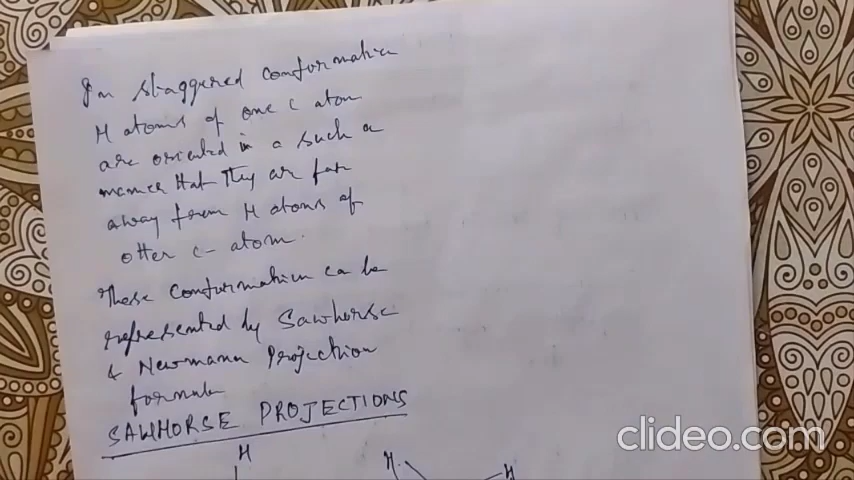 In staggered conformation
H atoms of one C atom
are oriented in a such a
manner that they are far
away from H atoms of
other C- atom.
These conformation can be
represented by Sawhorse
& Newmann Projection
formula
SAWHORSE PROJECTIONS
H H H
clideo.com